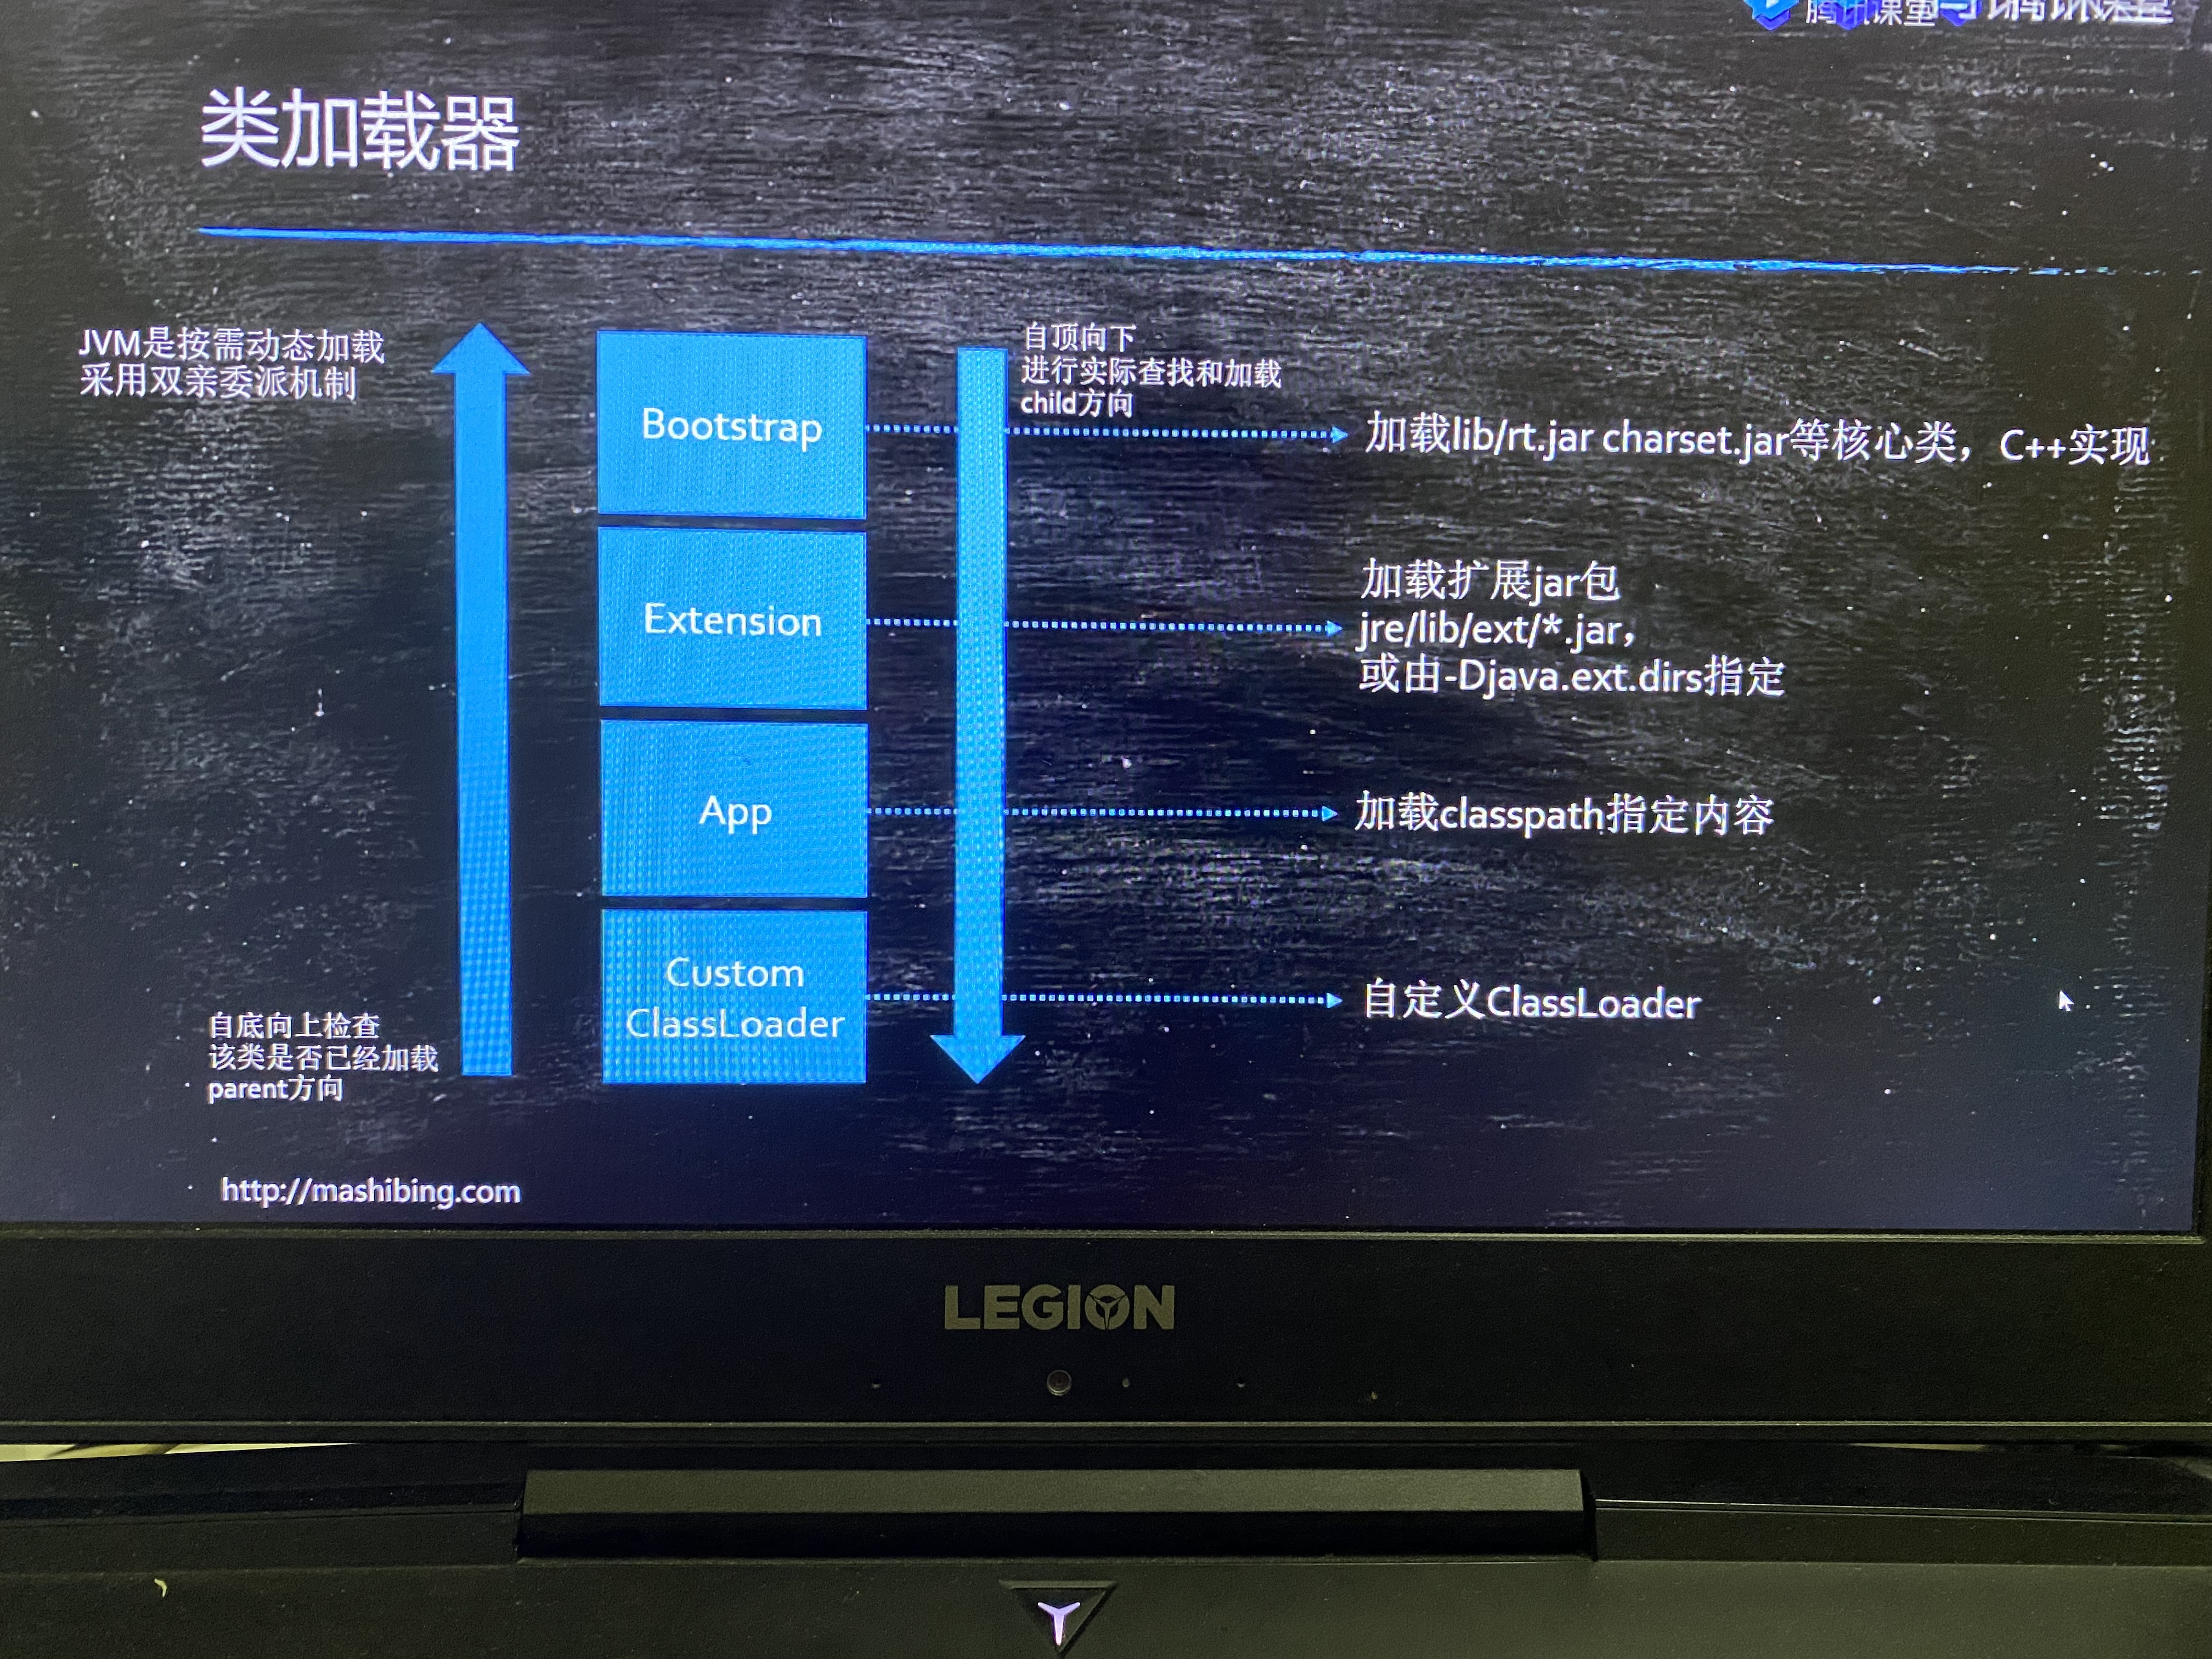 腾讯课堂
类加载器
JVM是按需动态加载
采用双亲委派机制
自顶向下
进行实际查找和加载
child方向
Bootstrap
加载lib/rt.jar charset.jar等核心类，C++实现
Extension
加载扩展jar包
jre/lib/ext/*.jar，
或由-Djava.ext.dirs指定
App
加载classpath指定内容
Custom
ClassLoader
自定义ClassLoader
自底向上检查
该类是否已经加载
parent方向
http://mashibing.com
LEGION